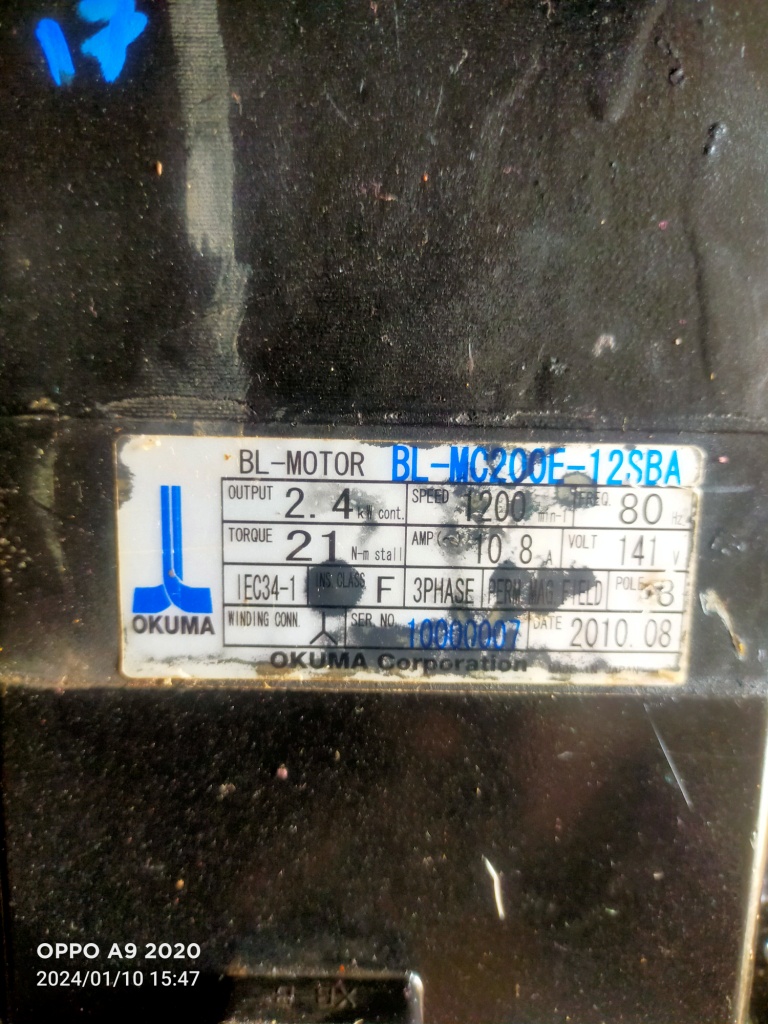 17
BL-MOTOR BL-MC200E-12SBA
OUTPUT 2.4 kW cont. SPEED 1200 min-1 FREQ. 80 Hz
TORQUE 21 N-m stall AMP(~) 10.8 A VOLT 141 V
IEC34-1 INS CLASS F 3PHASE PERM MAG FIELD POLE 8
WINDING CONN. SER NO. 10000007 DATE 2010.08
OKUMA
OKUMA Corporation
OPPO A9 2020
2024/01/10 15:47